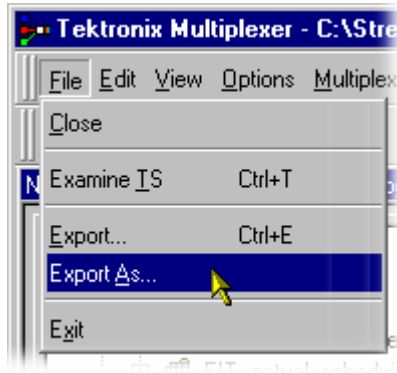 Tektronix Multiplexer - C:\Stre
File Edit View Options Multiplex
Close
N
Examine TS Ctrl+T
Export... Ctrl+E
Export As...
Exit